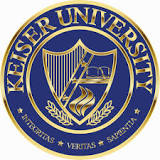 KEISER UNIVERSITY
INTEGRITAS VERITAS SAPIENTIA